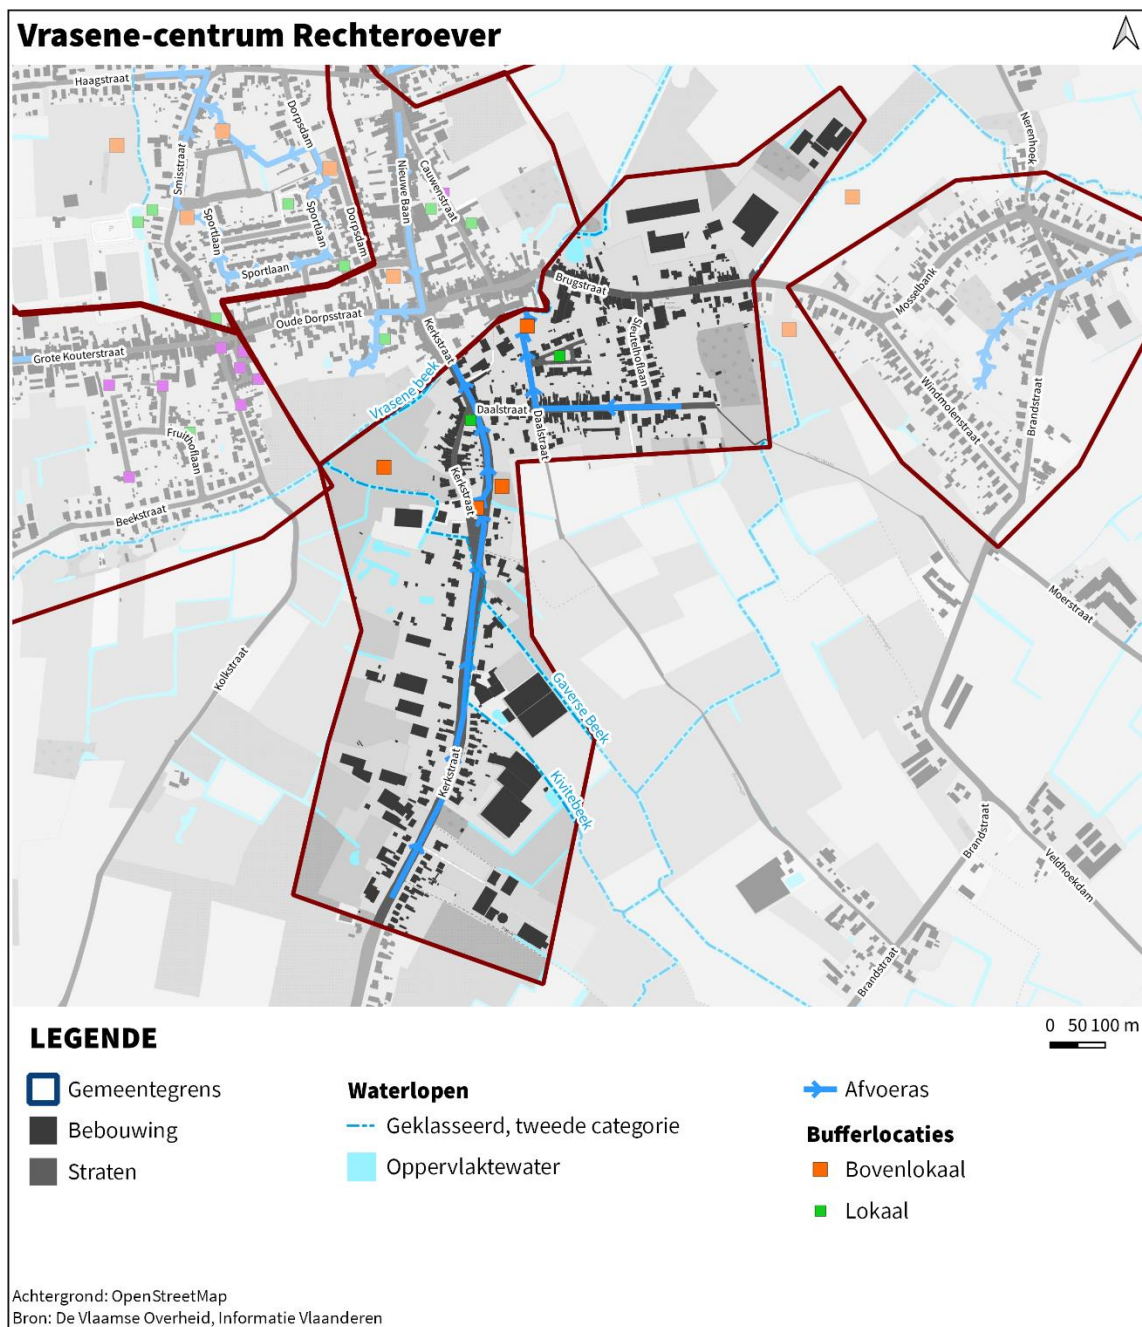 Vrasene-centrum Rechteroever
Haagstraat
Dorpsdam
Nerenhoek
Smisstraat
Nieuwe Baan
Cauwenstraat
Sportlaan
Sportlaan
Dorpsdam
Sportlaan
Brugstraat
Mosselbank
Oude Dorpsstraat
Grote Kouterstraat
Kerkstraat
Sleutelhoflaan
Vrasene beek
Windmolenstraat
Brandstraat
Daalstraat
Daalstraat
Fruithoflaan
Kerkstraat
Beekstraat
Moerstraat
Kolkstraat
Gaverse Beek
Kerkstraat
Kivitebeek
Brandstraat
Veldhoekdam
Brandstraat
LEGENDE
0 50 100 m
Gemeentegrens
Bebouwing
Straten
Waterlopen
Geklasseerd, tweede categorie
Oppervlaktewater
Afvoeras
Bufferlocaties
Bovenlokaal
Lokaal
Achtergrond: OpenStreetMap
Bron: De Vlaamse Overheid, Informatie Vlaanderen